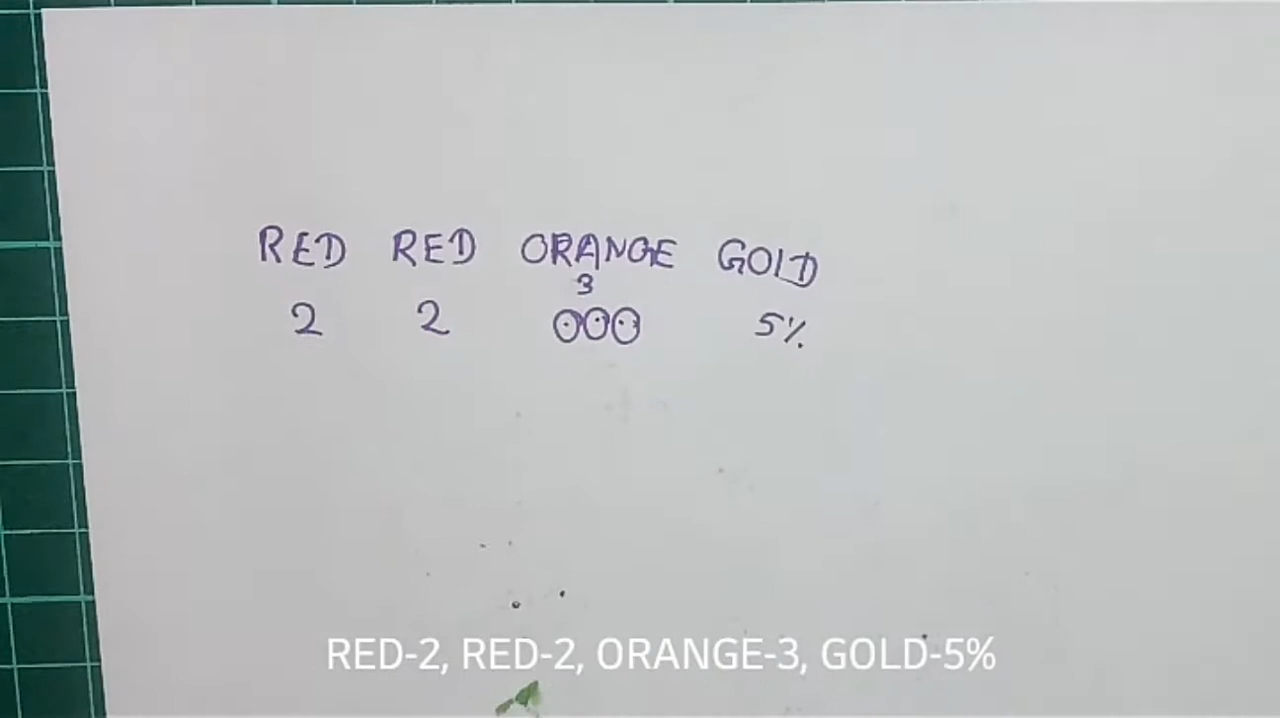 RED RED ORANGE GOLD
3
2 2 000 5%
RED-2, RED-2, ORANGE-3, GOLD-5%